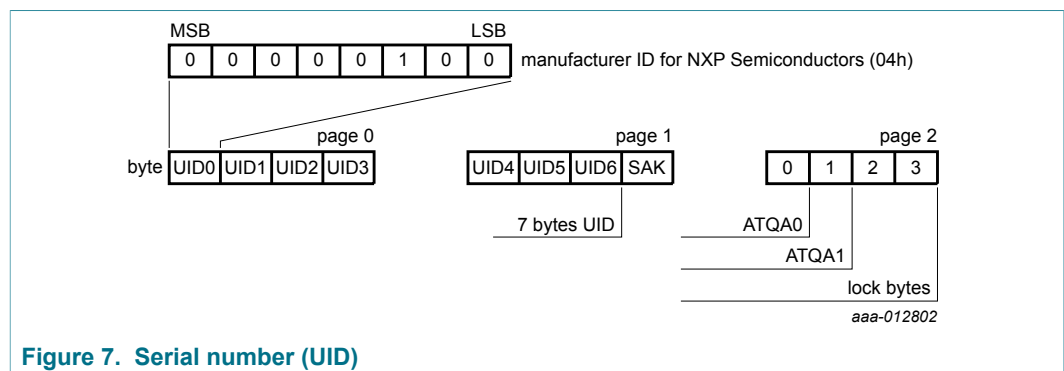 MSB LSB
0 0 0 0 0 1 0 0 manufacturer ID for NXP Semiconductors (04h)
page 0 page 1 page 2
byte UID0 UID1 UID2 UID3 UID4 UID5 UID6 SAK 0 1 2 3
7 bytes UID ATQA0
ATQA1
lock bytes
aaa-012802
Figure 7. Serial number (UID)